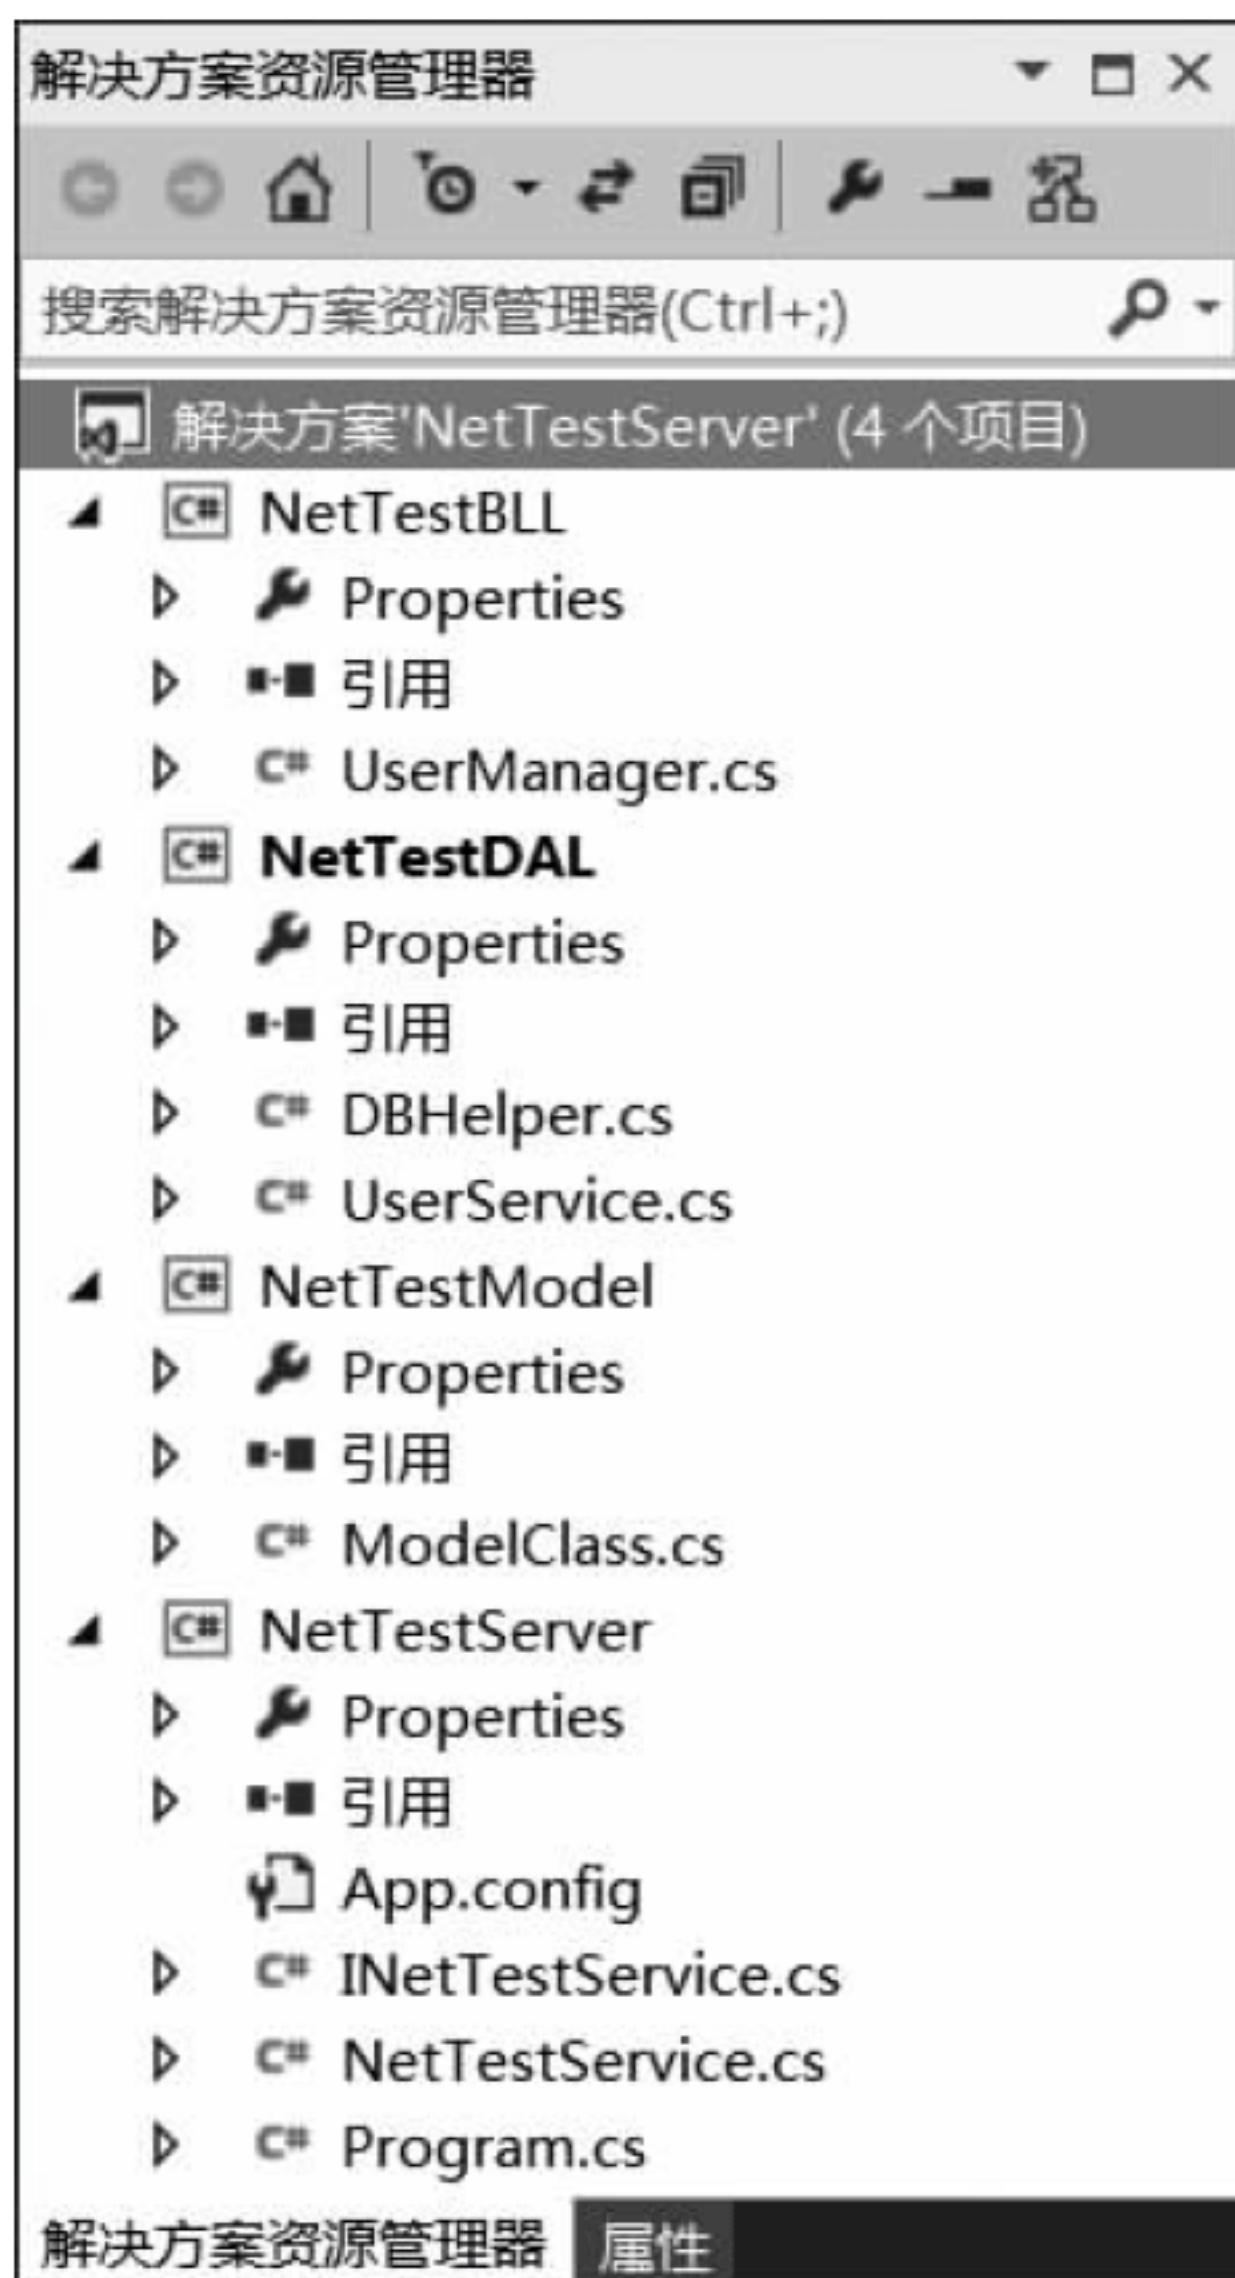 解决方案资源管理器
搜索解决方案资源管理器(Ctrl+;)
解决方案'NetTestServer' (4 个项目)
C# NetTestBLL
Properties
引用
C# UserManager.cs
C# NetTestDAL
Properties
引用
C# DBHelper.cs
C# UserService.cs
C# NetTestModel
Properties
引用
C# ModelClass.cs
C# NetTestServer
Properties
引用
App.config
C# INetTestService.cs
C# NetTestService.cs
C# Program.cs
解决方案资源管理器 属性